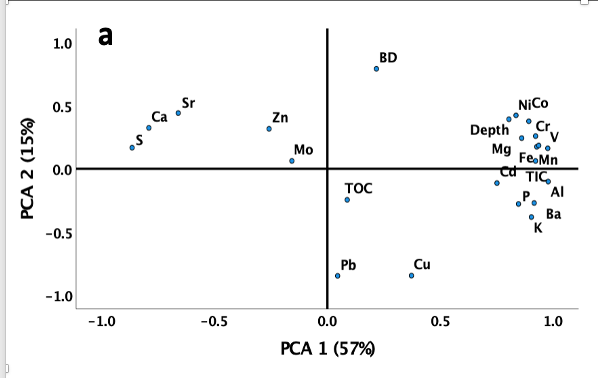 a
1.0
BD
0.5
Sr
Ca
Zn
S
Mo
NiCo
Cr
Depth
V
Mg
Fe
Mn
0.0
Cd
TIC
Al
TOC
P
Ba
K
-0.5
Pb
Cu
-1.0
PCA 2 (15%)
-1.0
-0.5
0.0
0.5
1.0
PCA 1 (57%)